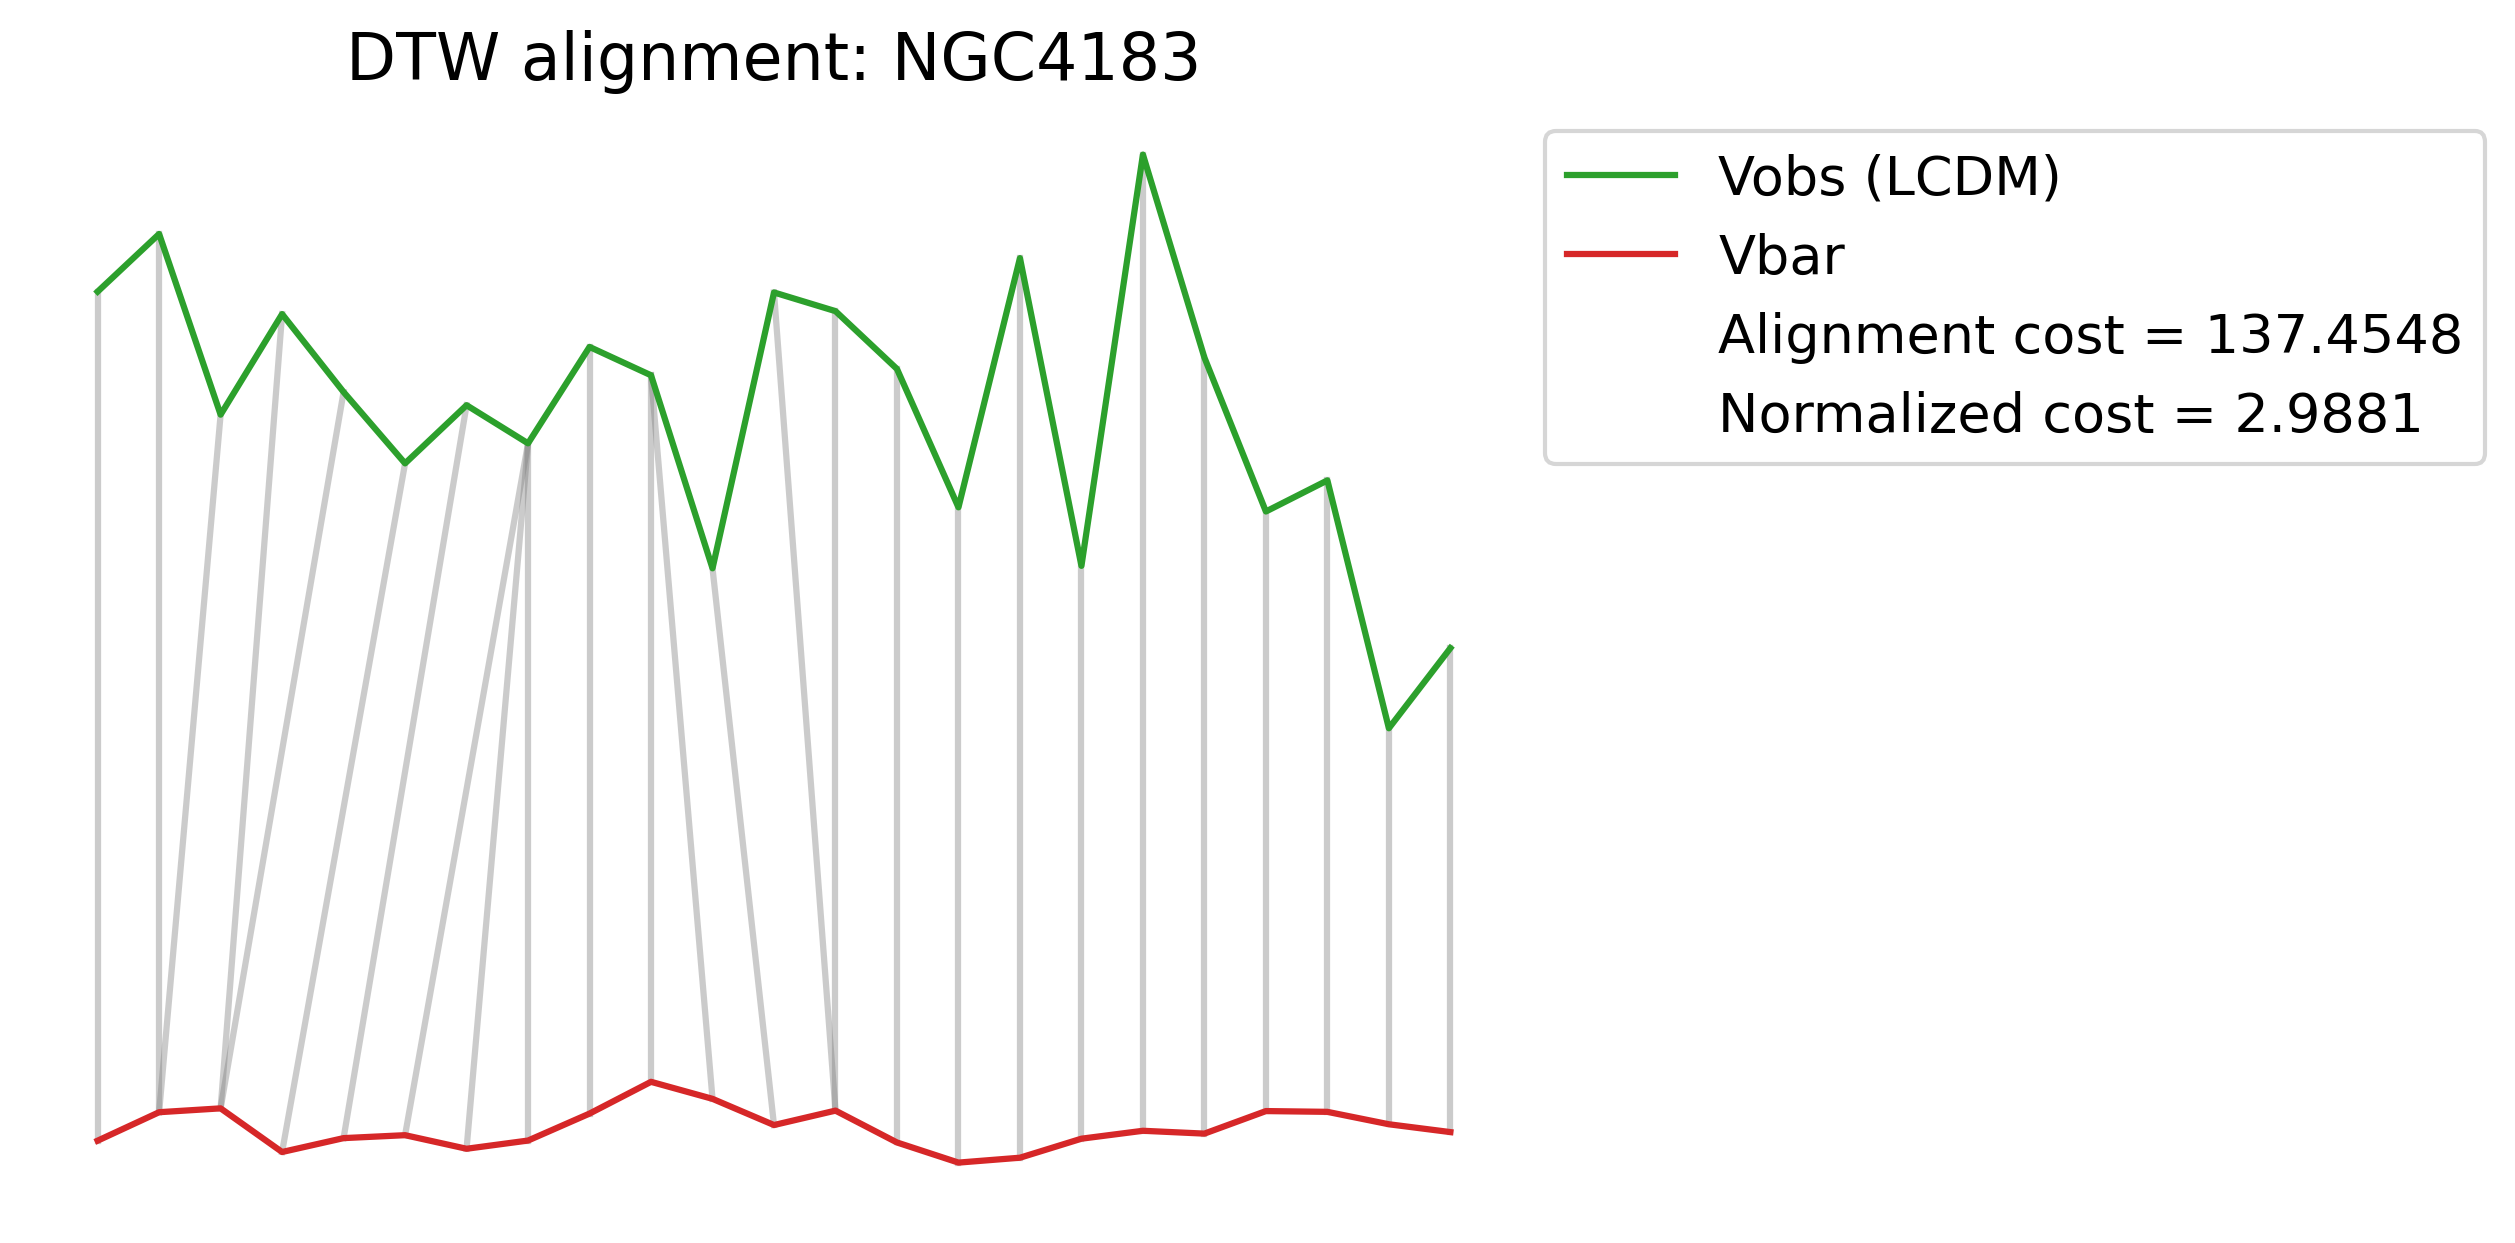 DTW alignment: NGC4183
Vobs (LCDM)
Vbar
Alignment cost = 137.4548
Normalized cost = 2.9881